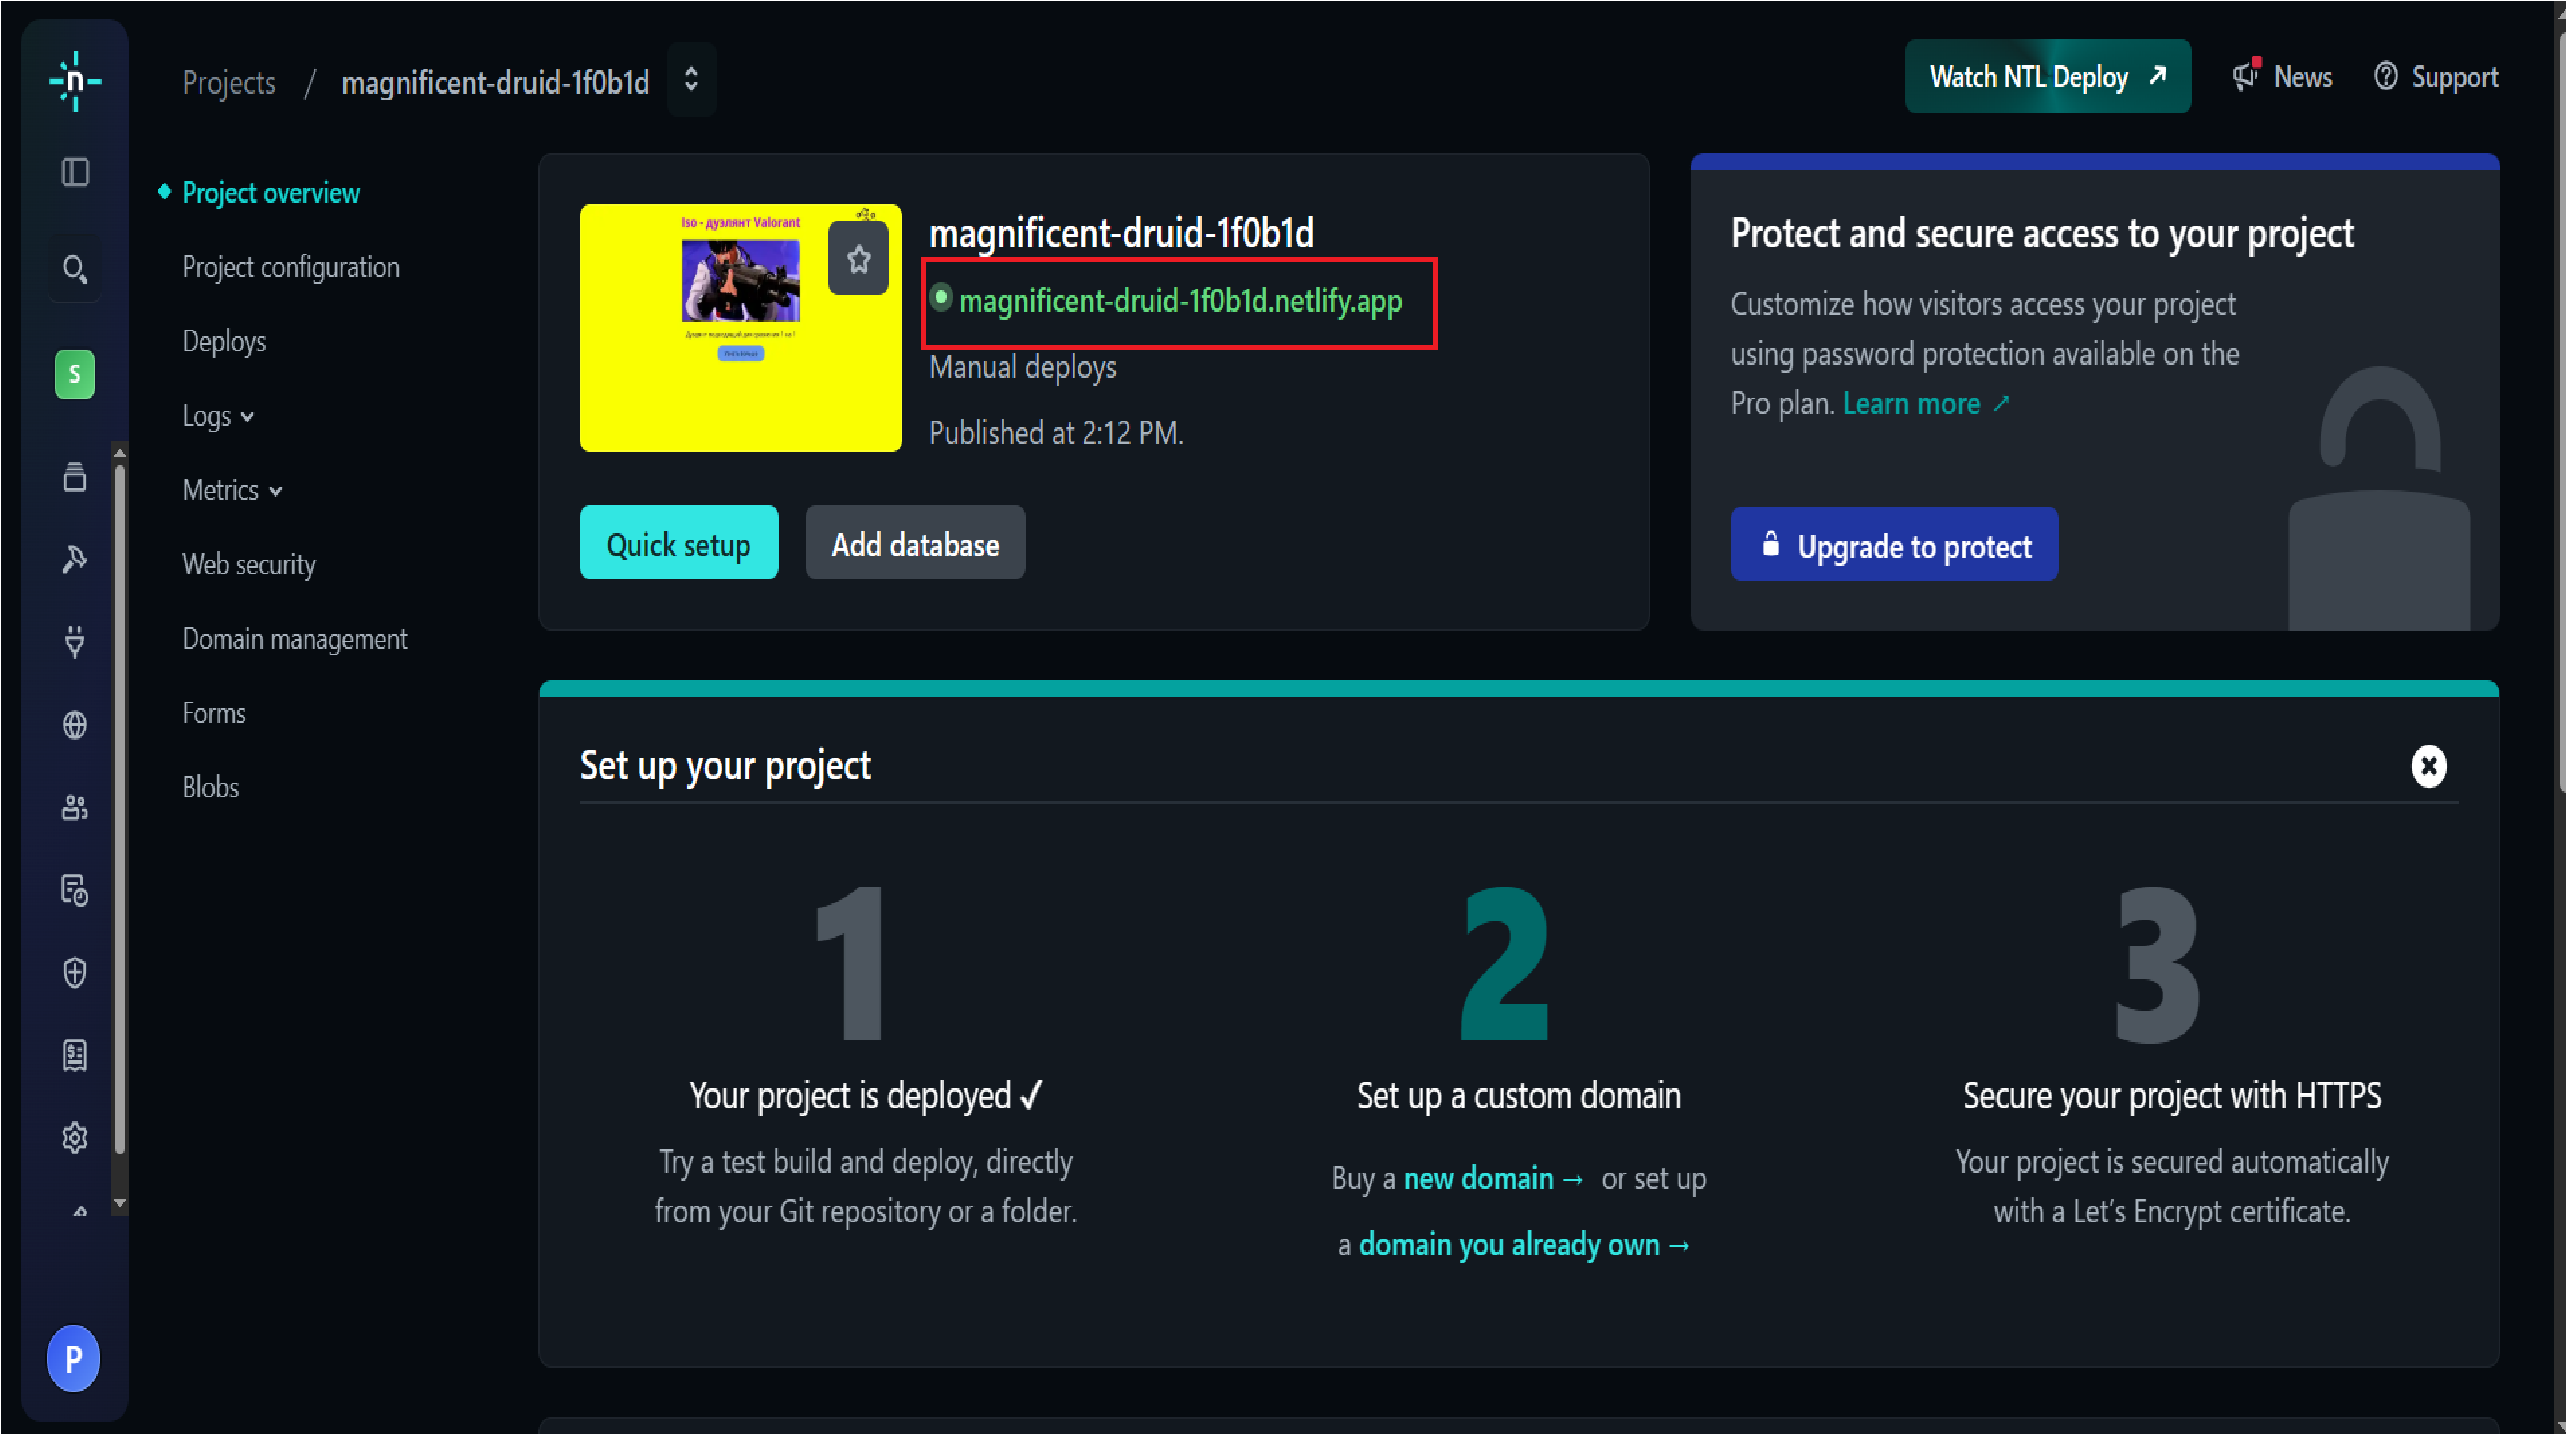 Projects / magnificent-druid-1f0b1d
Watch NTL Deploy ↗
News
Support
Project overview
Project configuration
Deploys
Logs
Metrics
Web security
Domain management
Forms
Blobs
S
P
Iso - дуэлянт Valorant
magnificent-druid-1f0b1d
magnificent-druid-1f0b1d.netlify.app
Manual deploys
Published at 2:12 PM.
Quick setup
Add database
Protect and secure access to your project
Customize how visitors access your project
using password protection available on the
Pro plan. Learn more ↗
Upgrade to protect
Set up your project
1
Your project is deployed ✓
Try a test build and deploy, directly
from your Git repository or a folder.
2
Set up a custom domain
Buy a new domain → or set up
a domain you already own →
3
Secure your project with HTTPS
Your project is secured automatically
with a Let’s Encrypt certificate.